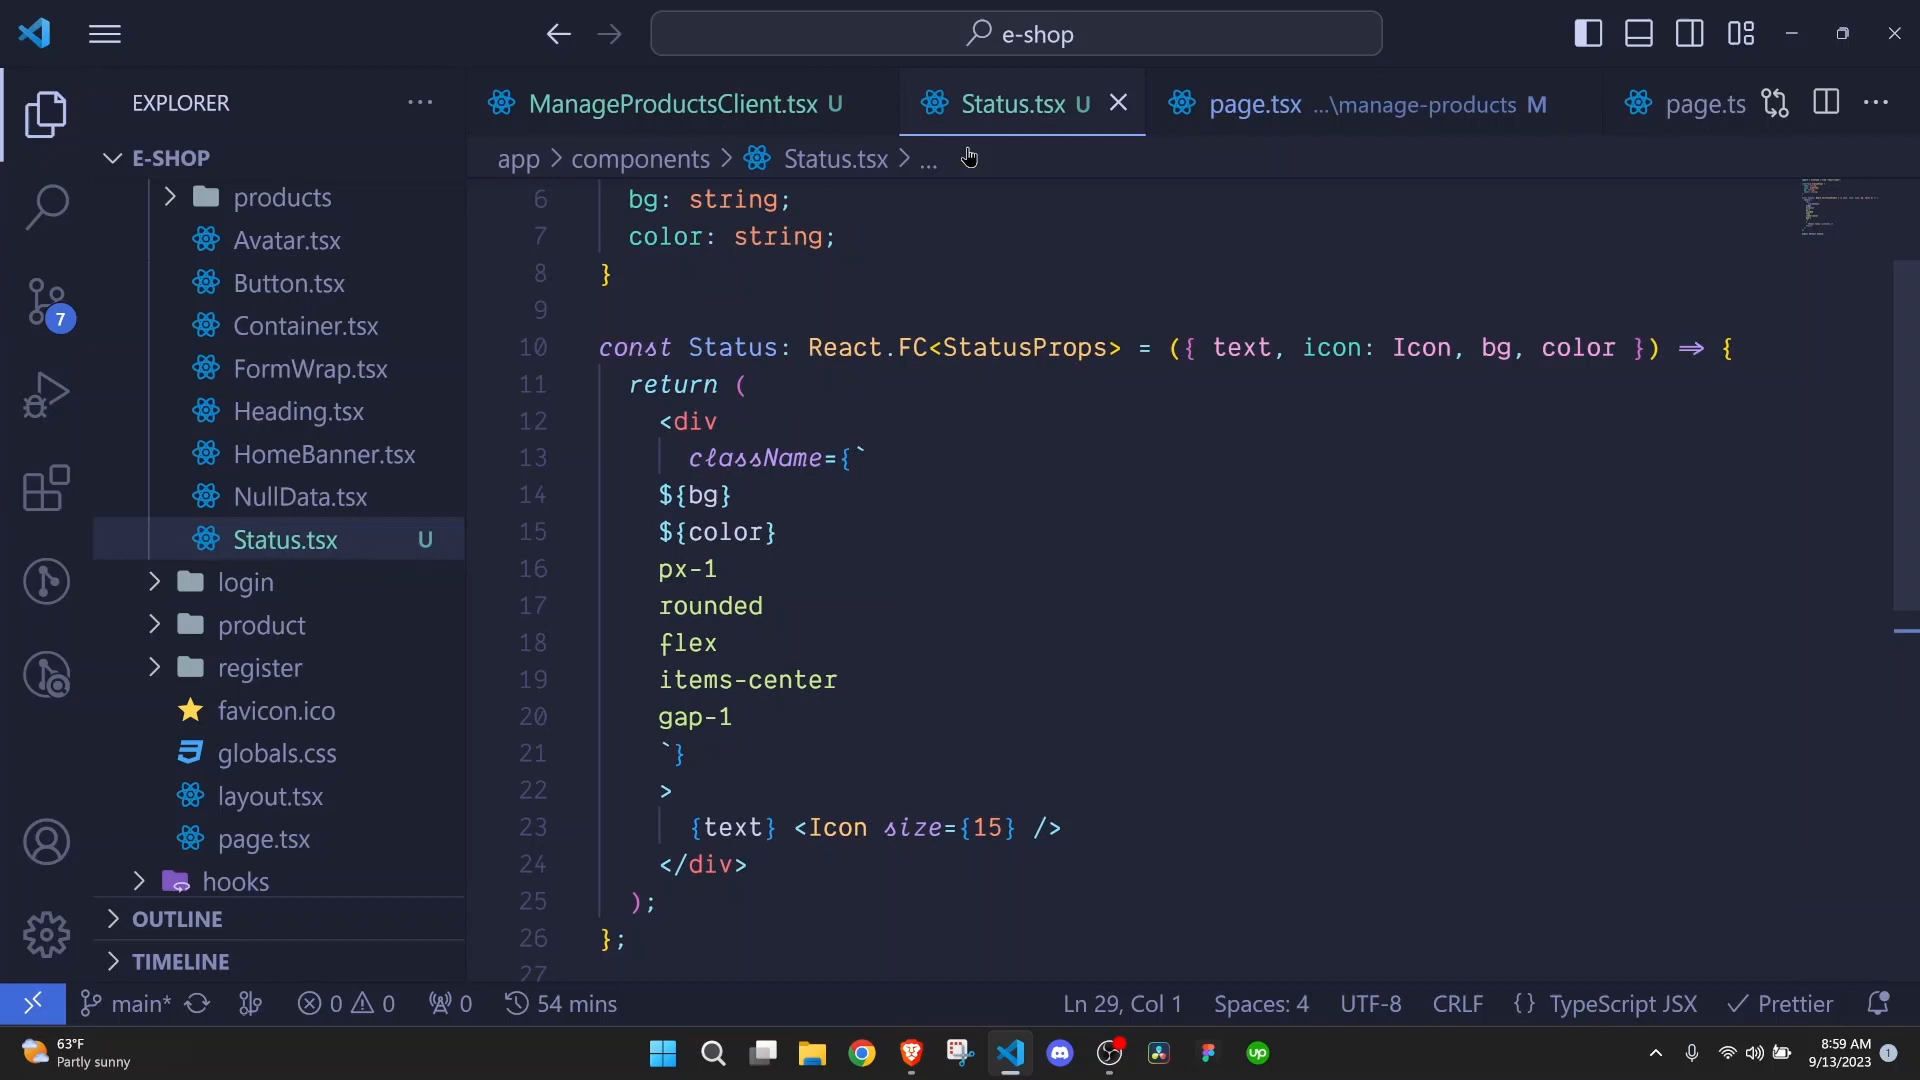 e-shop
EXPLORER
ManageProductsClient.tsx U
Status.tsx U
page.tsx ...\manage-products M
page.ts
E-SHOP
app > components > Status.tsx > ...
products
Avatar.tsx
Button.tsx
Container.tsx
FormWrap.tsx
Heading.tsx
HomeBanner.tsx
NullData.tsx
Status.tsx U
login
product
register
favicon.ico
globals.css
layout.tsx
page.tsx
hooks
OUTLINE
TIMELINE
7
6 bg: string;
7 color: string;
8 }
9
10 const Status: React.FC<StatusProps> = ({ text, icon: Icon, bg, color }) => {
11 return (
12 <div
13 className={`
14 ${bg}
15 ${color}
16 px-1
17 rounded
18 flex
19 items-center
20 gap-1
21 `}
22 >
23 {text} <Icon size={15} />
24 </div>
25 );
26 };
27
main* 0 0 0 54 mins Ln 29, Col 1 Spaces: 4 UTF-8 CRLF {} TypeScript JSX Prettier
63°F
Partly sunny
up
8:59 AM
9/13/2023
1